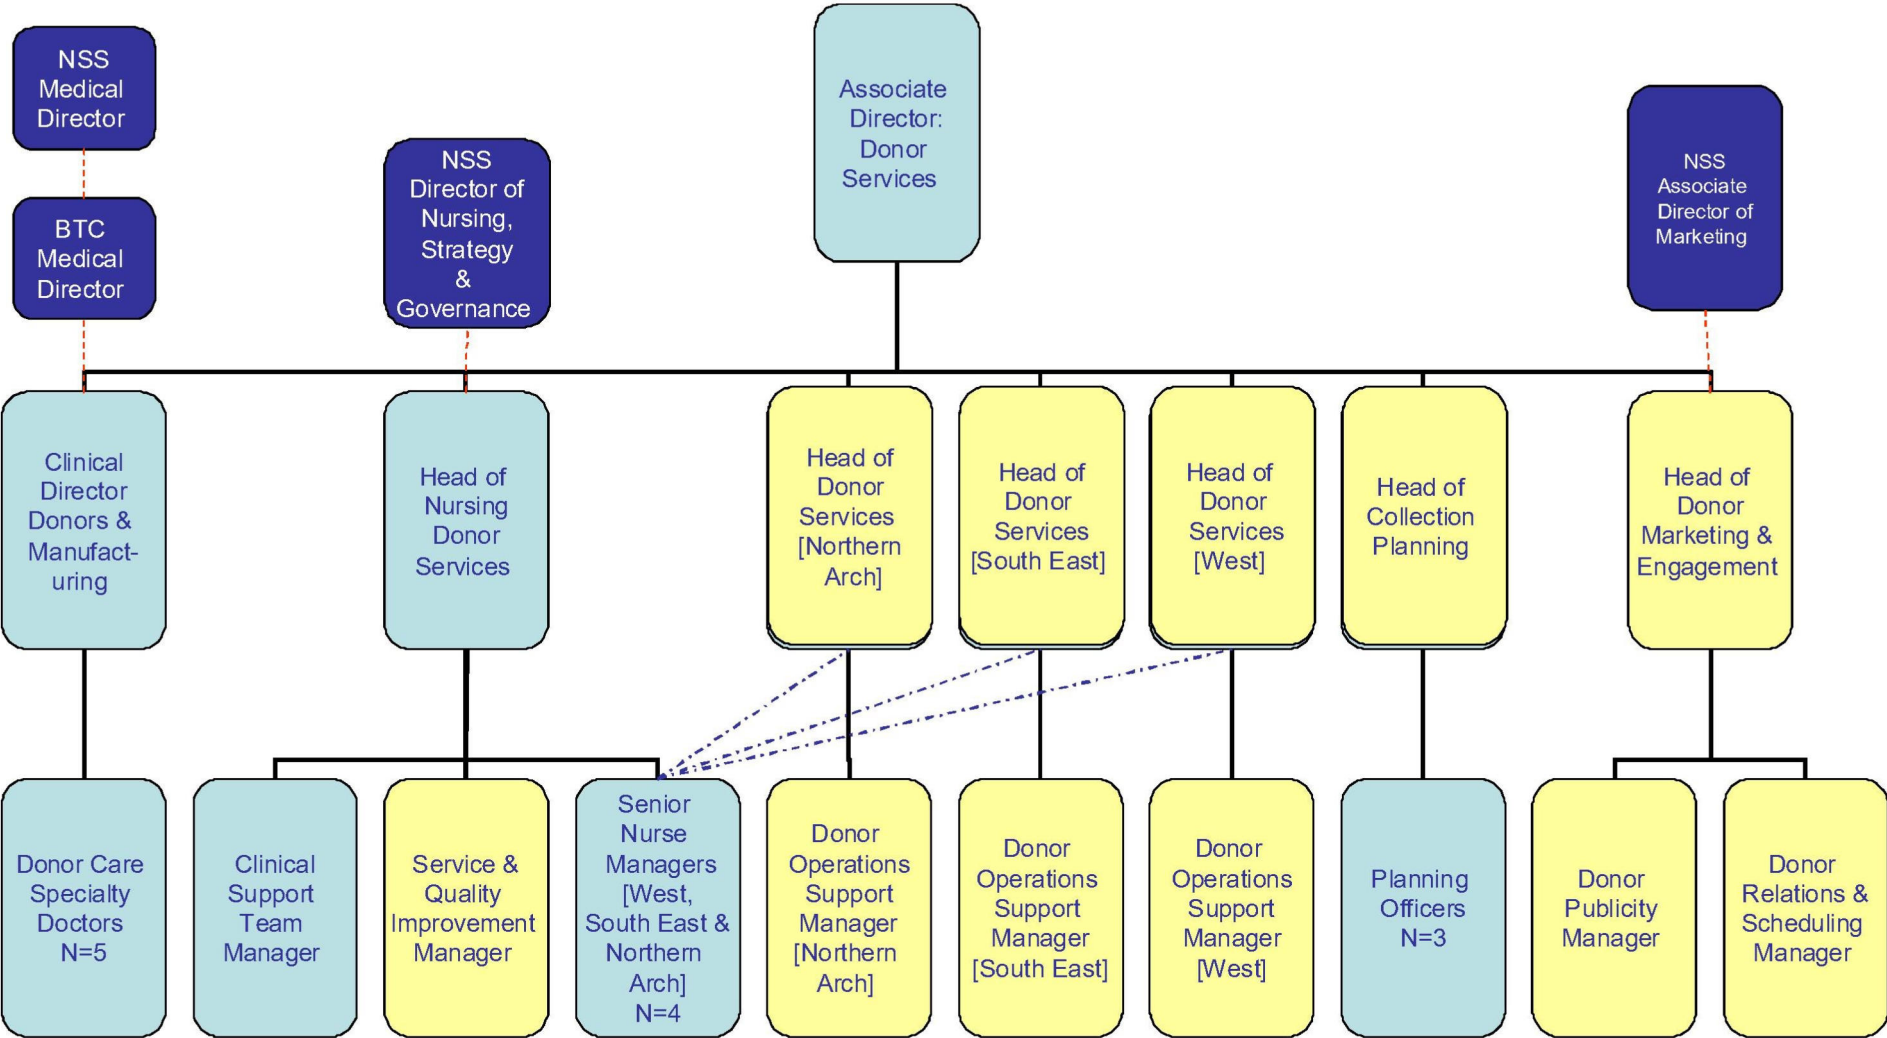 NSS
Medical
Director
BTC
Medical
Director
NSS
Director of
Nursing,
Strategy
&
Governance
Associate
Director:
Donor
Services
NSS
Associate
Director of
Marketing
Clinical
Director
Donors &
Manufact-
uring
Head of
Nursing
Donor
Services
Head of
Donor
Services
[Northern
Arch]
Head of
Donor
Services
[South East]
Head of
Donor
Services
[West]
Head of
Collection
Planning
Head of
Donor
Marketing &
Engagement
Donor Care
Specialty
Doctors
N=5
Clinical
Support
Team
Manager
Service &
Quality
Improvement
Manager
Senior
Nurse
Managers
[West,
South East &
Northern
Arch]
N=4
Donor
Operations
Support
Manager
[Northern
Arch]
Donor
Operations
Support
Manager
[South East]
Donor
Operations
Support
Manager
[West]
Planning
Officers
N=3
Donor
Publicity
Manager
Donor
Relations &
Scheduling
Manager